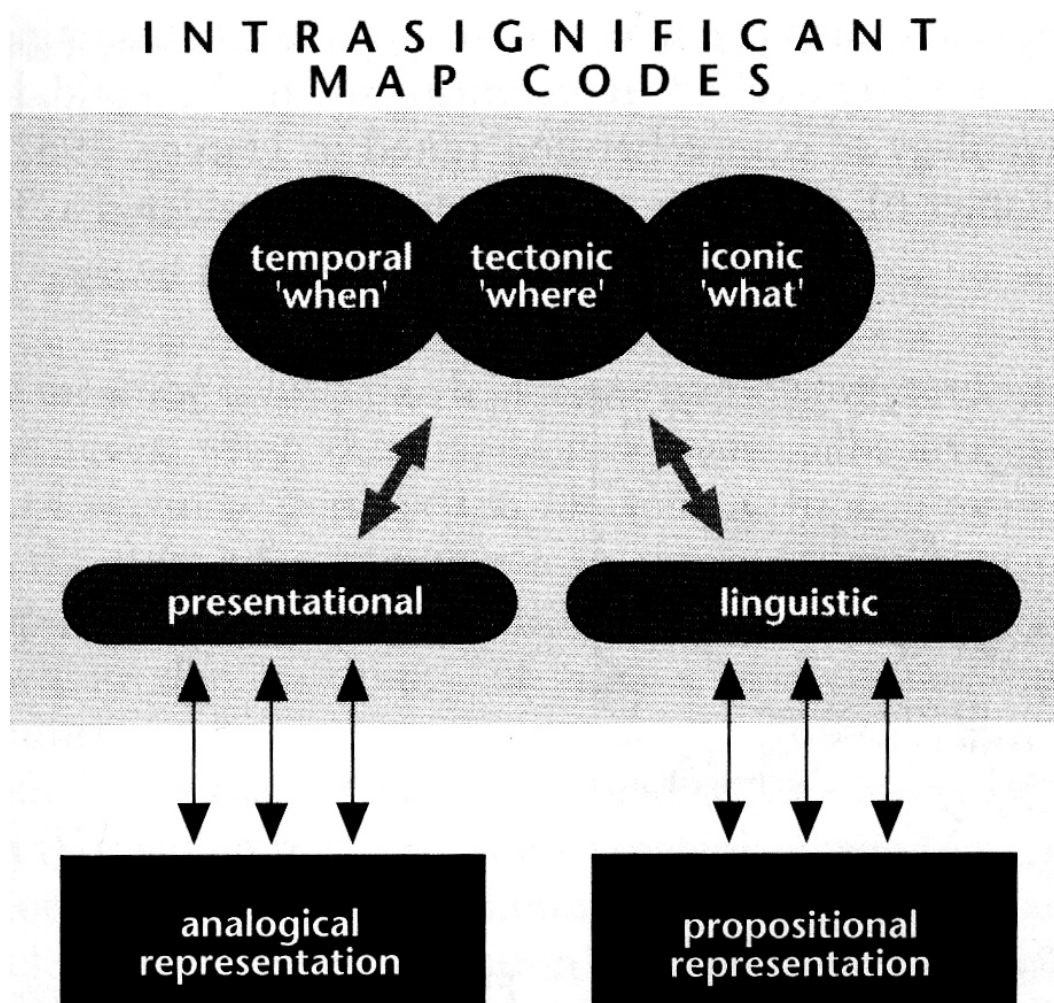 INTRASIGNIFICANT
MAP CODES
temporal
'when'
tectonic
'where'
iconic
'what'
presentational
linguistic
analogical
representation
propositional
representation